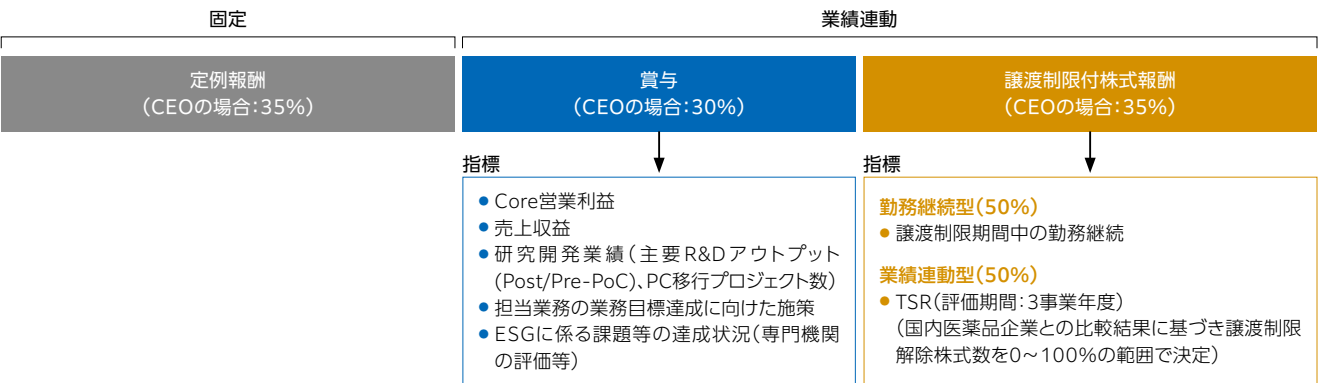 固定
業績連動
定例報酬
（CEOの場合：35%）
賞与
（CEOの場合：30%）
譲渡制限付株式報酬
（CEOの場合：35%）
指標
● Core営業利益
● 売上収益
● 研究開発業績（主要R&Dアウトプット
(Post/Pre-PoC)、PC移行プロジェクト数）
● 担当業務の業務目標達成に向けた施策
● ESGに係る課題等の達成状況（専門機関
の評価等）
指標
勤務継続型（50%）
● 譲渡制限期間中の勤務継続
業績連動型（50%）
● TSR（評価期間：3事業年度）
（国内医薬品企業との比較結果に基づき譲渡制限
解除株式数を0～100%の範囲で決定）